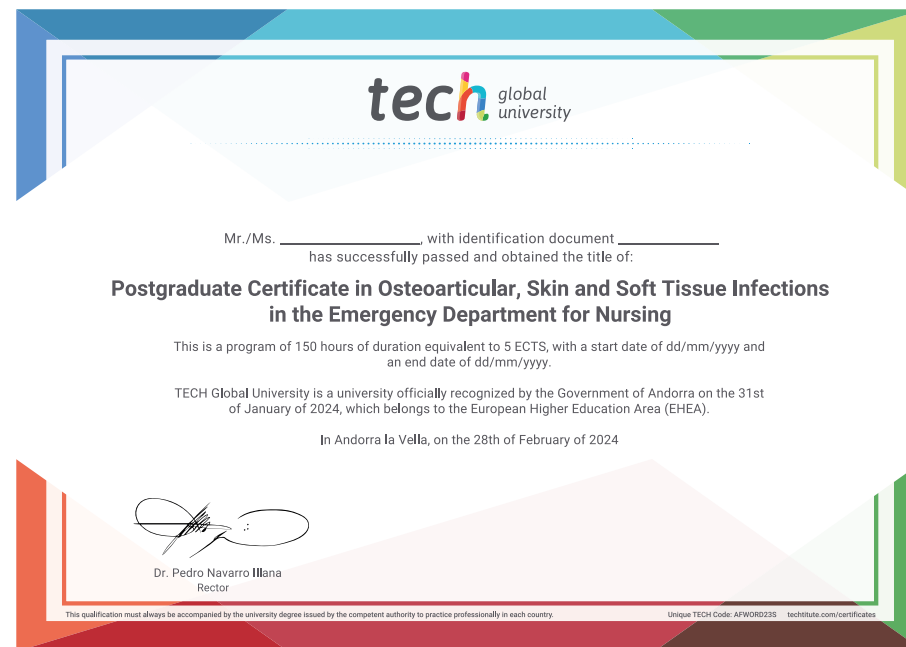 tech global
university
Mr./Ms. ____________, with identification document ____________
has successfully passed and obtained the title of:
Postgraduate Certificate in Osteoarticular, Skin and Soft Tissue Infections
in the Emergency Department for Nursing
This is a program of 150 hours of duration equivalent to 5 ECTS, with a start date of dd/mm/yyyy and
an end date of dd/mm/yyyy.
TECH Global University is a university officially recognized by the Government of Andorra on the 31st
of January of 2024, which belongs to the European Higher Education Area (EHEA).
In Andorra la Vella, on the 28th of February of 2024
Dr. Pedro Navarro Illana
Rector
This qualification must always be accompanied by the university degree issued by the competent authority to practice professionally in each country.
Unique TECH Code: AFWORD23S techtitute.com/certificates